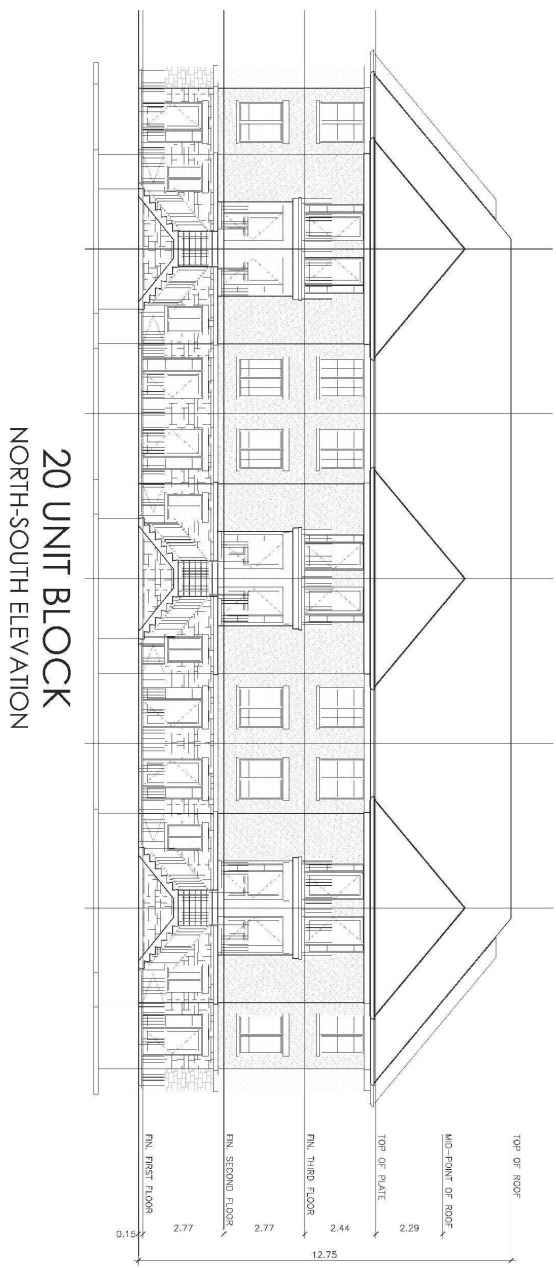 20 UNIT BLOCK
NORTH-SOUTH ELEVATION
TOP OF ROOF
MID-POINT OF ROOF
TOP OF PLATE
FIN. THIRD FLOOR
FIN. SECOND FLOOR
FIN. FIRST FLOOR
2.29
2.44
2.77
2.77
0.15
12.75